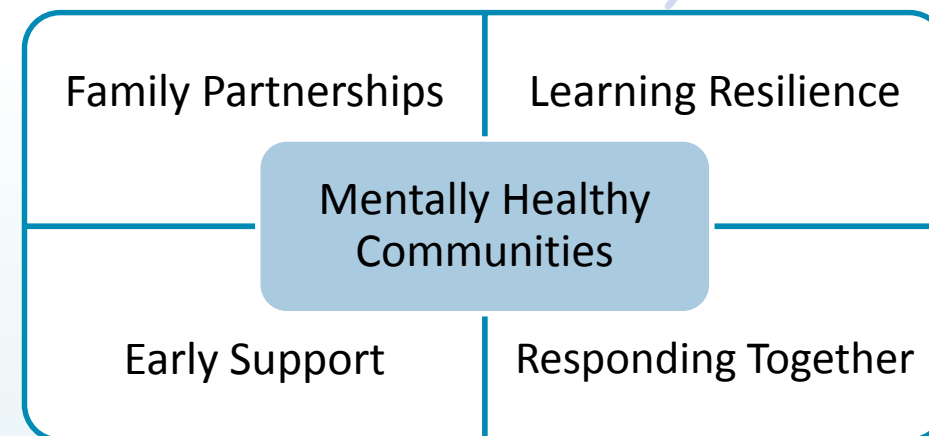 Family Partnerships
Learning Resilience
Mentally Healthy
Communities
Early Support
Responding Together